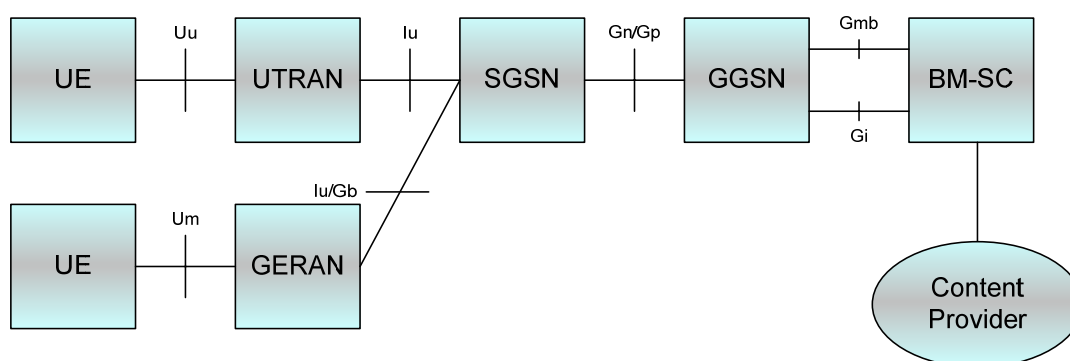 Uu
Iu
Gn/Gp
Gmb
UE
UTRAN
SGSN
GGSN
BM-SC
Gi
Iu/Gb
Um
UE
GERAN
Content
Provider